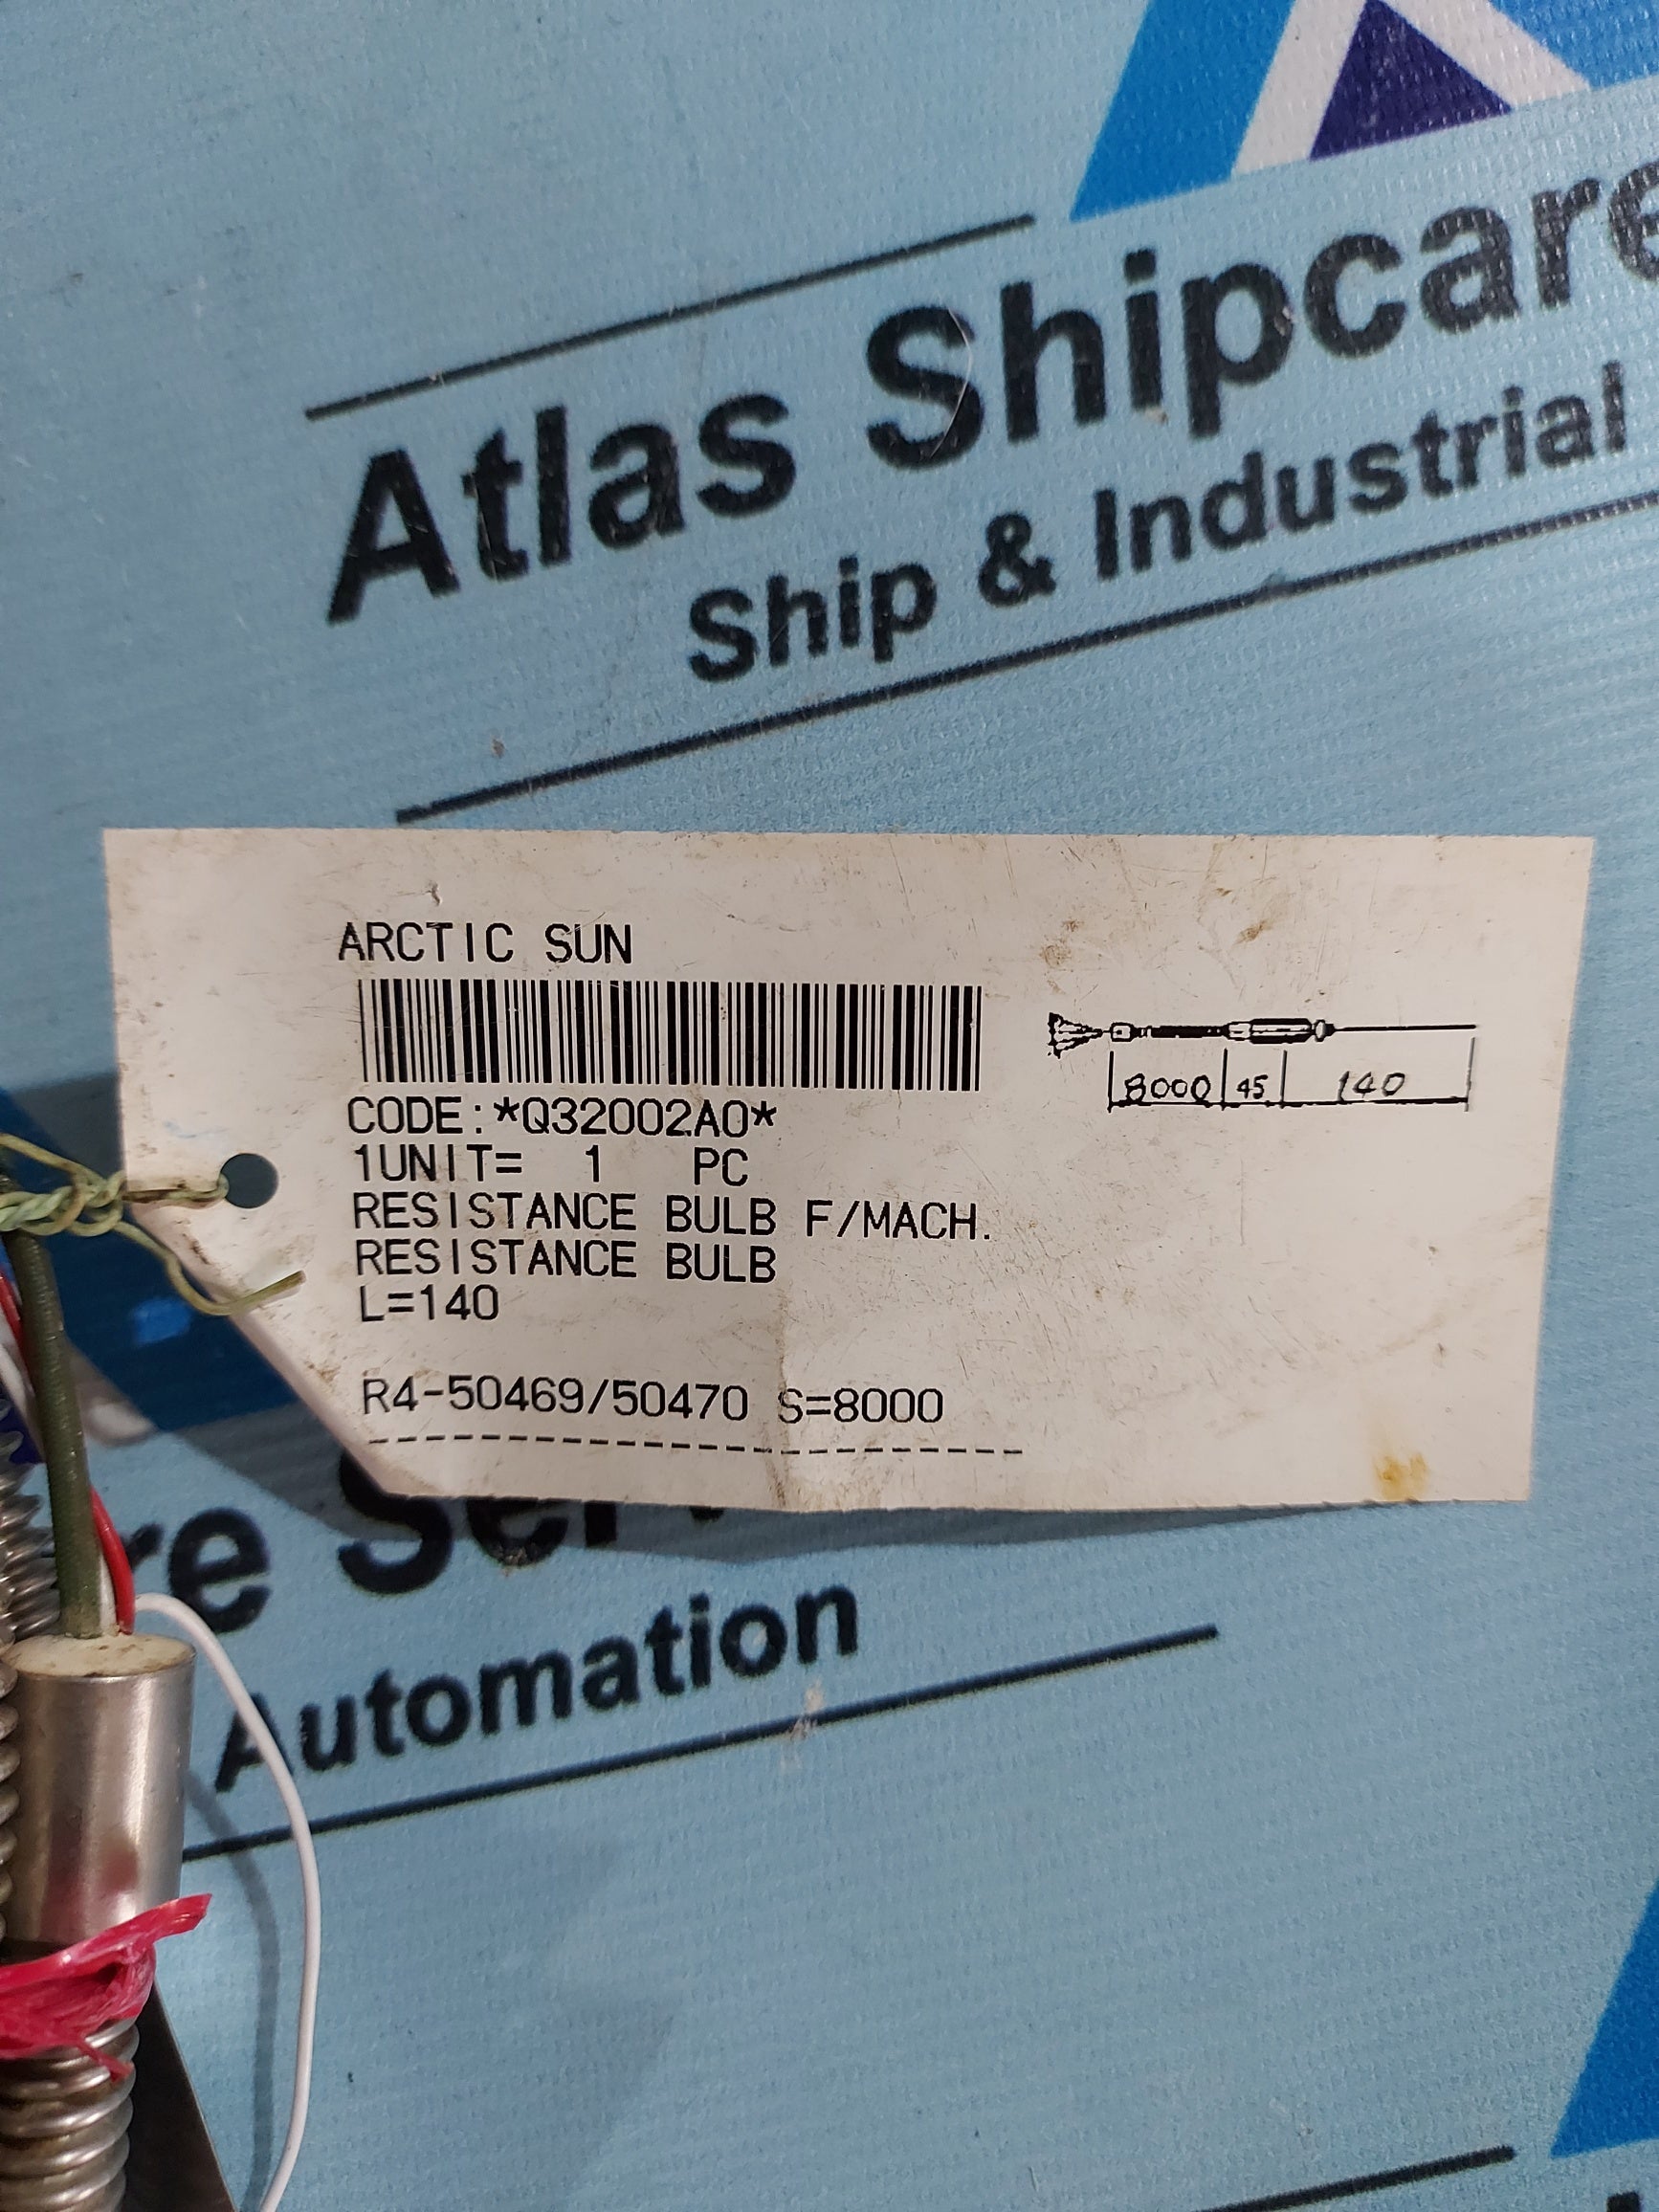 Atlas Shipcare
Ship & Industrial
ARCTIC SUN
8000 45 140
CODE:*Q32002A0*
1UNIT= 1 PC
RESISTANCE BULB F/MACH.
RESISTANCE BULB
L=140
R4-50469/50470 S=8000
Automation